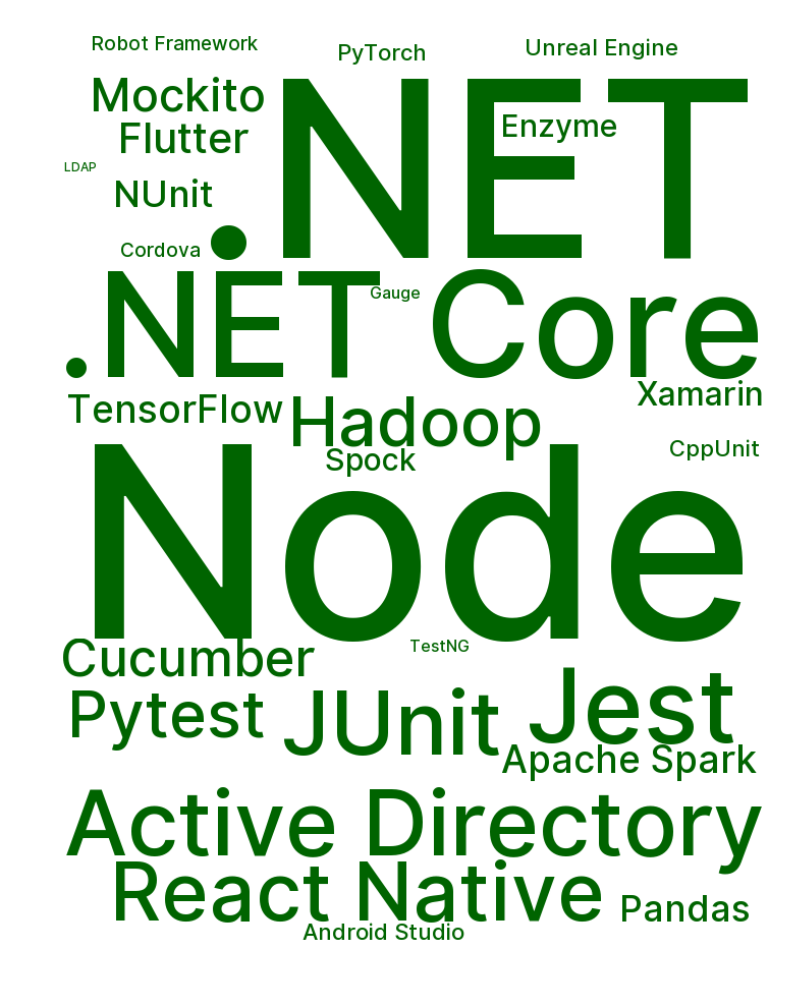 Robot Framework
PyTorch
Unreal Engine
Mockito
.NET
Enzyme
Flutter
LDAP
NUnit
Cordova
.NET Core
Gauge
Xamarin
TensorFlow
Hadoop
CppUnit
Spock
Node
Cucumber
TestNG
Pytest
JUnit
Jest
Apache Spark
Active Directory
React Native
Pandas
Android Studio